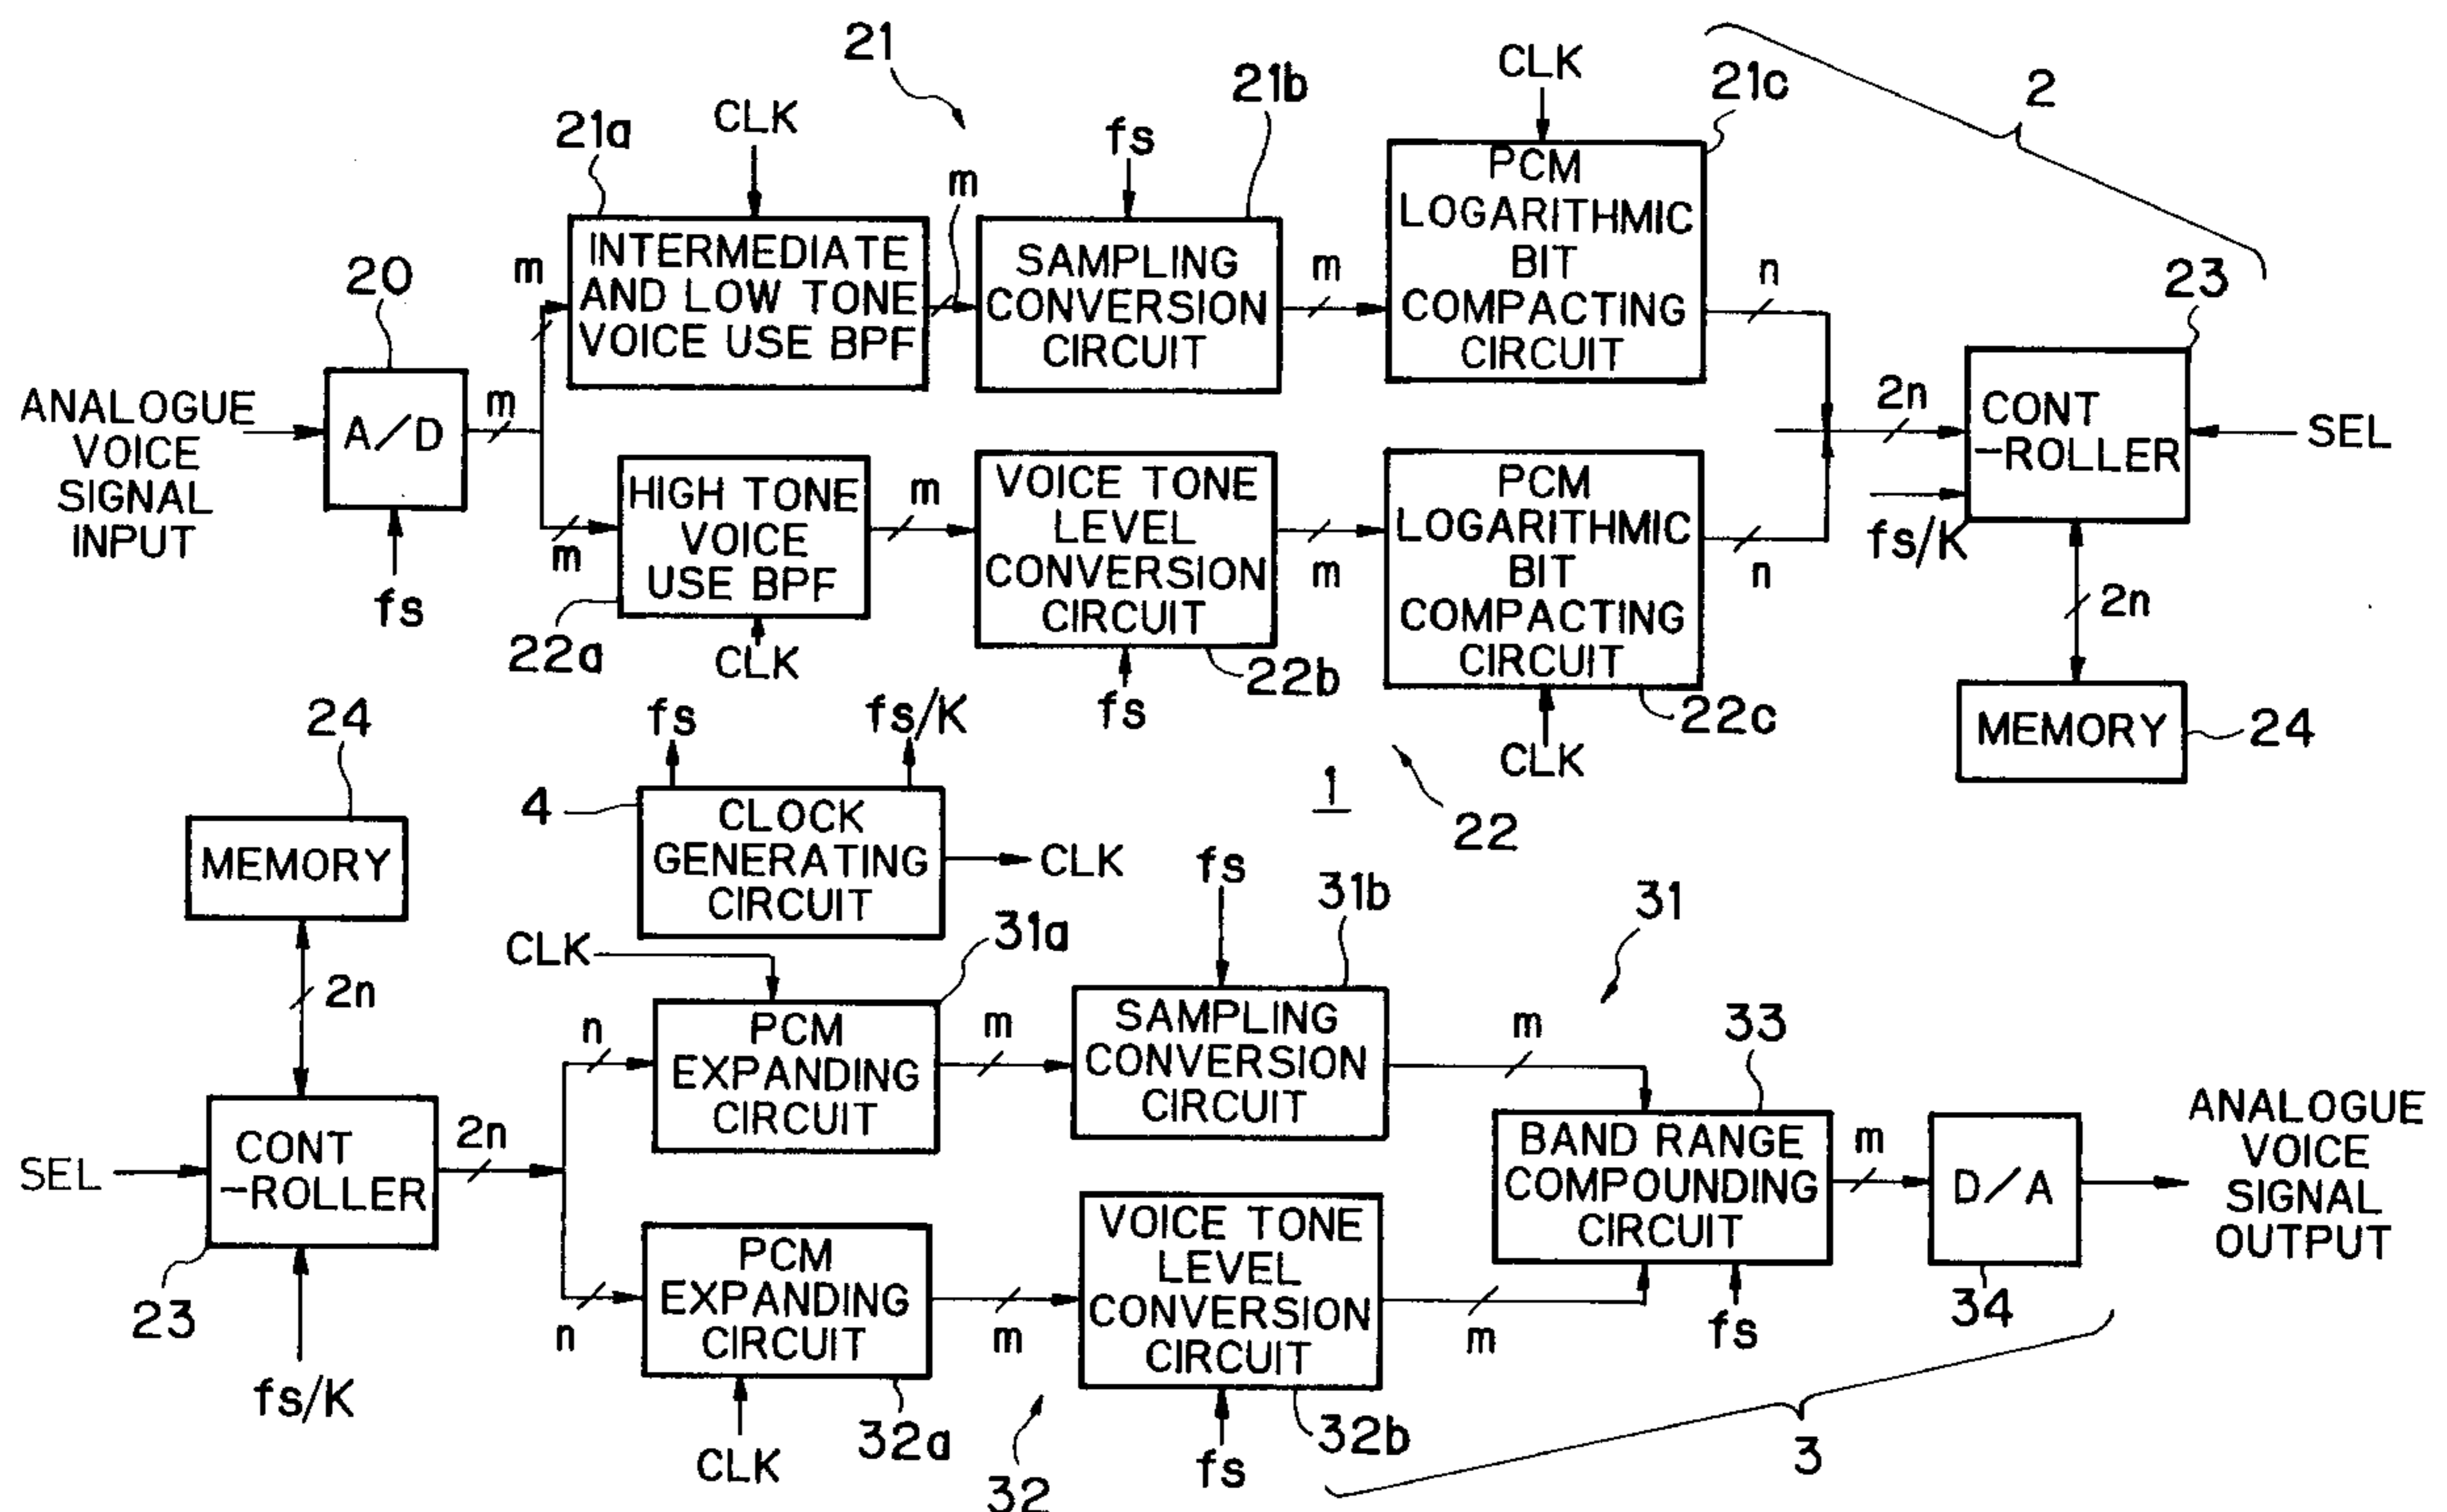 21
CLK
21a
CLK
21b
fs
21c
2
m
INTERMEDIATE
AND LOW TONE
VOICE USE BPF
m
SAMPLING
CONVERSION
CIRCUIT
m
PCM
LOGARITHMIC
BIT
COMPACTING
CIRCUIT
n
20
23
ANALOGUE
VOICE
SIGNAL
INPUT
A/D
m
fs
2n
CONT
-ROLLER
SEL
fs/K
m
HIGH TONE
VOICE
USE BPF
m
VOICE TONE
LEVEL
CONVERSION
CIRCUIT
m
PCM
LOGARITHMIC
BIT
COMPACTING
CIRCUIT
n
2n
22a
CLK
fs
22b
CLK
22c
MEMORY
24
22
1
24
MEMORY
fs
fs/K
4
CLOCK
GENERATING
CIRCUIT
CLK
2n
CLK
31a
fs
31b
31
n
PCM
EXPANDING
CIRCUIT
m
SAMPLING
CONVERSION
CIRCUIT
m
33
SEL
CONT
-ROLLER
2n
23
fs/K
BAND RANGE
COMPOUNDING
CIRCUIT
m
D/A
ANALOGUE
VOICE
SIGNAL
OUTPUT
fs
34
n
PCM
EXPANDING
CIRCUIT
m
VOICE TONE
LEVEL
CONVERSION
CIRCUIT
m
CLK
32a
32
fs
32b
3